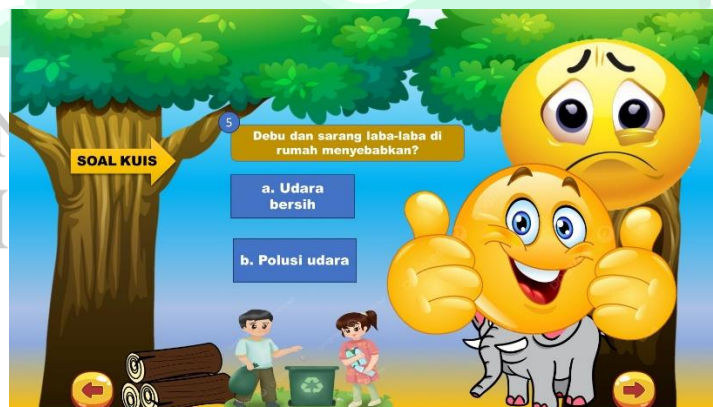 SOAL KUIS
5
Debu dan sarang laba-laba di
rumah menyebabkan?
a. Udara
bersih
b. Polusi udara